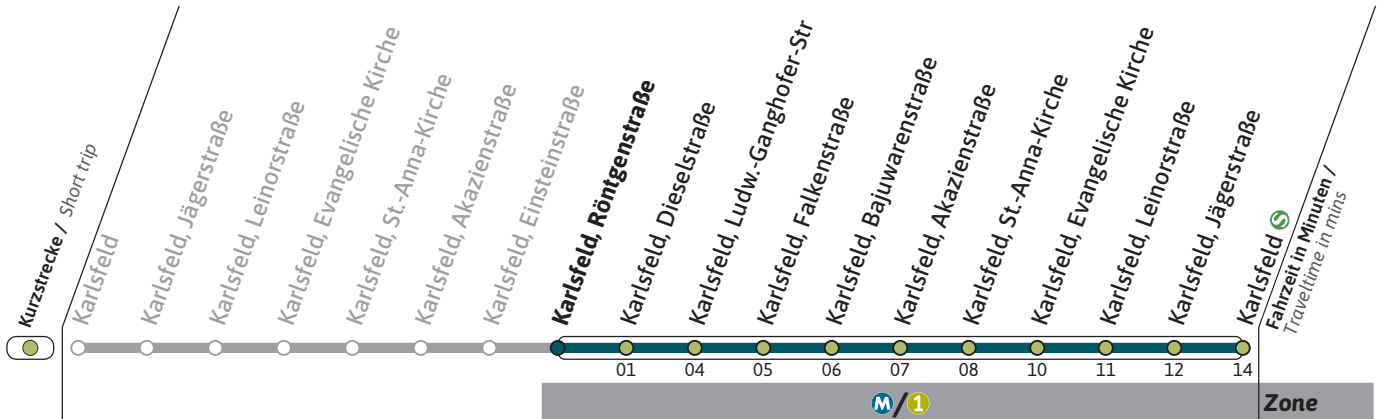 Kurzstrecke / Short trip
Karlsfeld
Karlsfeld, Jägerstraße
Karlsfeld, Leinorstraße
Karlsfeld, Evangelische Kirche
Karlsfeld, St.-Anna-Kirche
Karlsfeld, Akazienstraße
Karlsfeld, Einsteinstraße
Karlsfeld, Röntgenstraße
Karlsfeld, Dieselstraße
Karlsfeld, Ludw.-Ganghofer-Str
Karlsfeld, Falkenstraße
Karlsfeld, Bajuwarenstraße
Karlsfeld, Akazienstraße
Karlsfeld, St.-Anna-Kirche
Karlsfeld, Evangelische Kirche
Karlsfeld, Leinorstraße
Karlsfeld, Jägerstraße
Karlsfeld S
Fahrzeit in Minuten /
Traveltime in mins
01 04 05 06 07 08 10 11 12 14
M/1 Zone